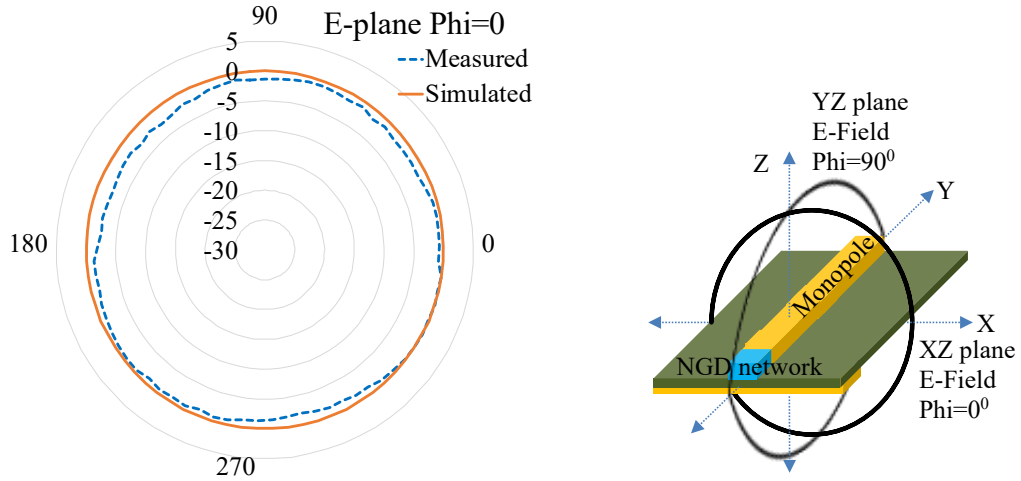 90
E-plane Phi=0
5
0
-5
-10
-15
-20
-25
-30
Measured
Simulated
180
0
270
YZ plane
E-Field
Phi=90⁰
Z
Y
Monopole
NGD network
X
XZ plane
E-Field
Phi=0⁰